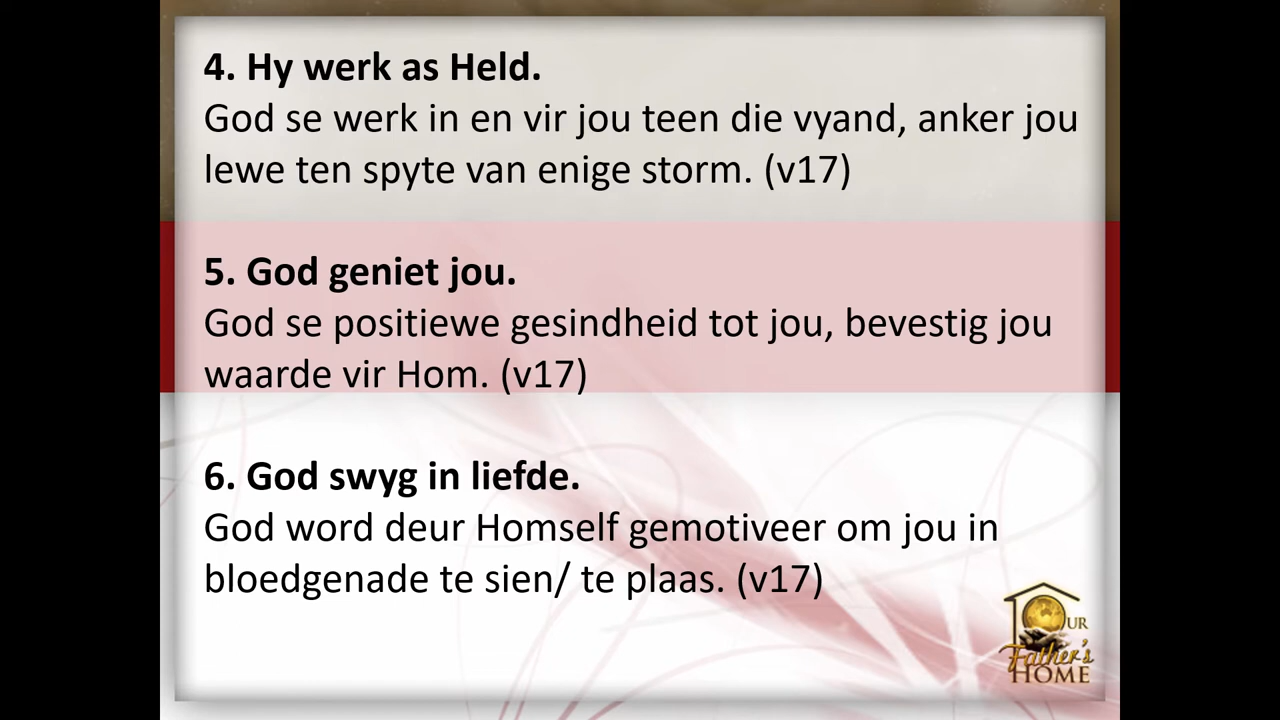 4. Hy werk as Held.
God se werk in en vir jou teen die vyand, anker jou
lewe ten spyte van enige storm. (v17)
5. God geniet jou.
God se positiewe gesindheid tot jou, bevestig jou
waarde vir Hom. (v17)
6. God swyg in liefde.
God word deur Homself gemotiveer om jou in
bloedgenade te sien/ te plaas. (v17)
OUR
Father's
HOME